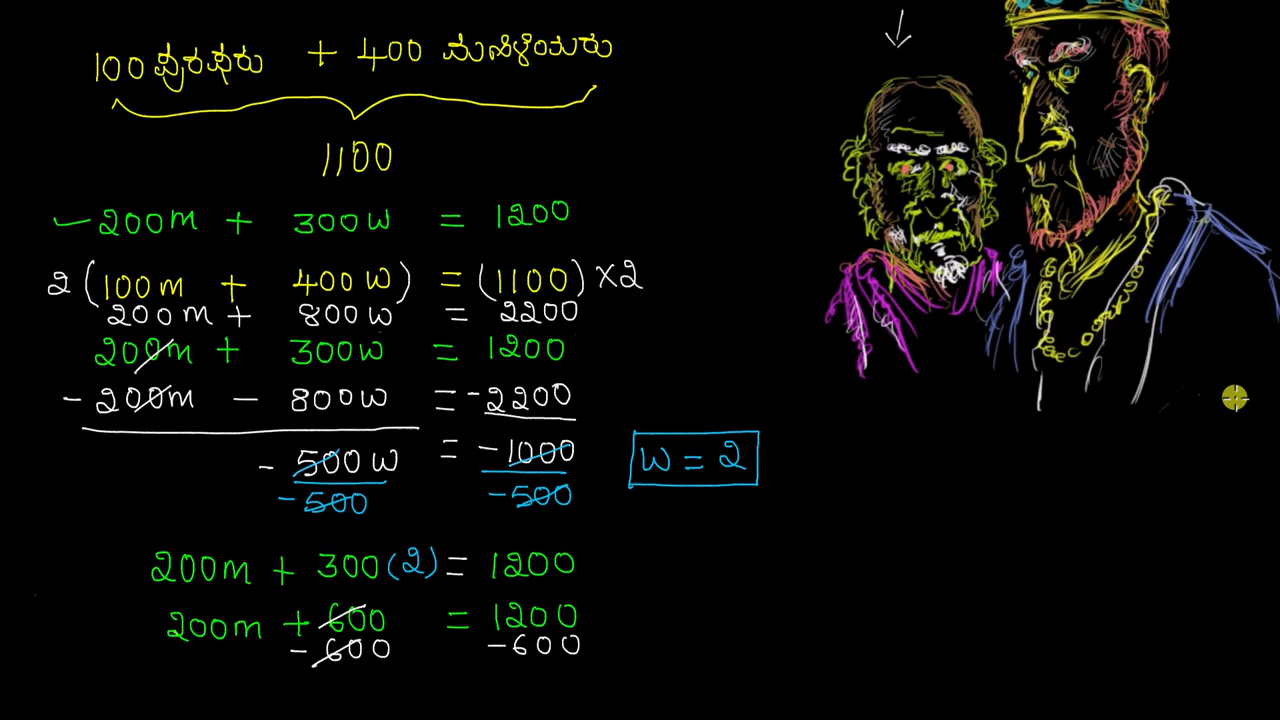 100 ಪುರುಷರು + 400 ಮಹಿಳೆಯರು
1100
200m + 300w = 1200
2(100m + 400w) = (1100) ×2
200m + 800w = 2200
200m + 300w = 1200
- 200m - 800w = -2200
- 500w = -1000
-500 -500
w = 2
200m + 300(2) = 1200
200m + 600 = 1200
- 600 -600